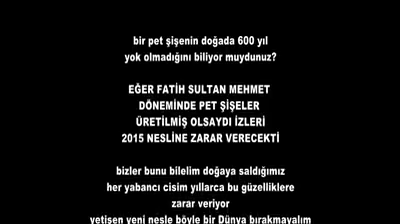 bir pet şişenin doğada 600 yıl
yok olmadığını biliyor muydunuz?
EĞER FATİH SULTAN MEHMET
DÖNEMİNDE PET ŞİŞELER
ÜRETİLMİŞ OLSAYDI İZLERİ
2015 NESLİNE ZARAR VERECEKTİ
bizler bunu bilelim doğaya saldığımız
her yabancı cisim yıllarca bu güzelliklere
zarar veriyor
yetişen yeni nesle böyle bir Dünya bırakmayalım